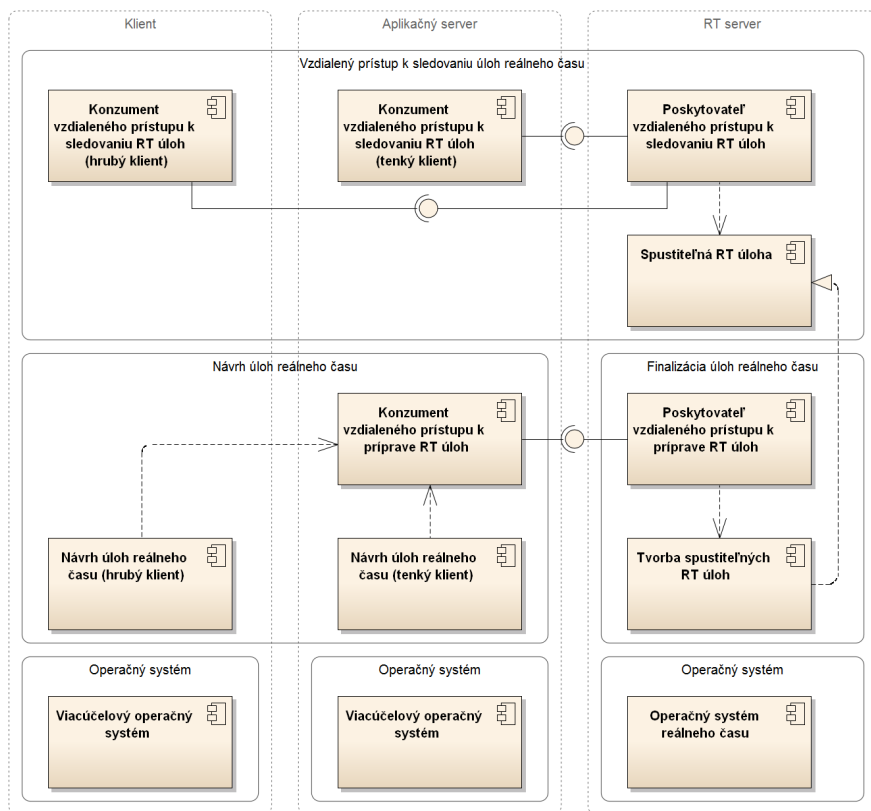 Klient
Aplikačný server
RT server
Vzdialený prístup k sledovaniu úloh reálneho času
Konzument
vzdialeného prístupu k
sledovaniu RT úloh
(hrubý klient)
Konzument
vzdialeného prístupu k
sledovaniu RT úloh
(tenký klient)
Poskytovateľ
vzdialeného prístupu k
sledovaniu RT úloh
Spustiteľná RT úloha
Návrh úloh reálneho času
Finalizácia úloh reálneho času
Konzument
vzdialeného prístupu k
príprave RT úloh
Poskytovateľ
vzdialeného prístupu k
príprave RT úloh
Návrh úloh reálneho
času (hrubý klient)
Návrh úloh reálneho
času (tenký klient)
Tvorba spustiteľných
RT úloh
Operačný systém
Operačný systém
Operačný systém
Viacúčelový operačný
systém
Viacúčelový operačný
systém
Operačný systém
reálneho času